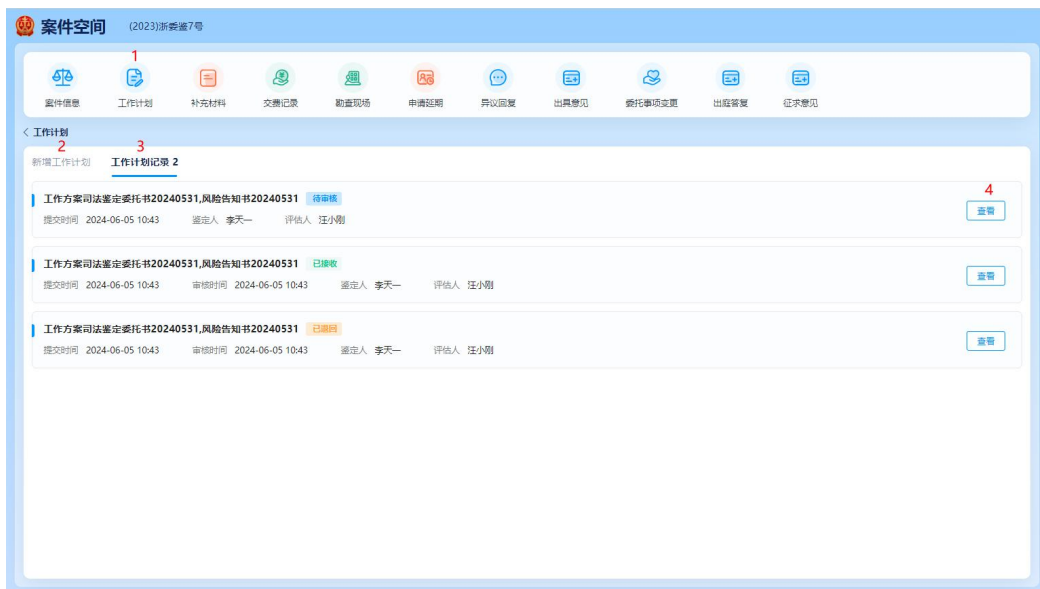 案件空间 (2023)浙委鉴7号
1
案件信息 工作计划 补充材料 交费记录 勘查现场 申请延期 异议回复 出具意见 委托事项变更 出庭答复 征求意见
< 工作计划
2 3
新增工作计划 工作计划记录 2
工作方案司法鉴定委托书20240531,风险告知书20240531 待审核
4
提交时间 2024-06-05 10:43 鉴定人 李天一 评估人 汪小刚
查看
工作方案司法鉴定委托书20240531,风险告知书20240531 已接收
提交时间 2024-06-05 10:43 审核时间 2024-06-05 10:43 鉴定人 李天一 评估人 汪小刚
查看
工作方案司法鉴定委托书20240531,风险告知书20240531 已退回
提交时间 2024-06-05 10:43 审核时间 2024-06-05 10:43 鉴定人 李天一 评估人 汪小刚
查看